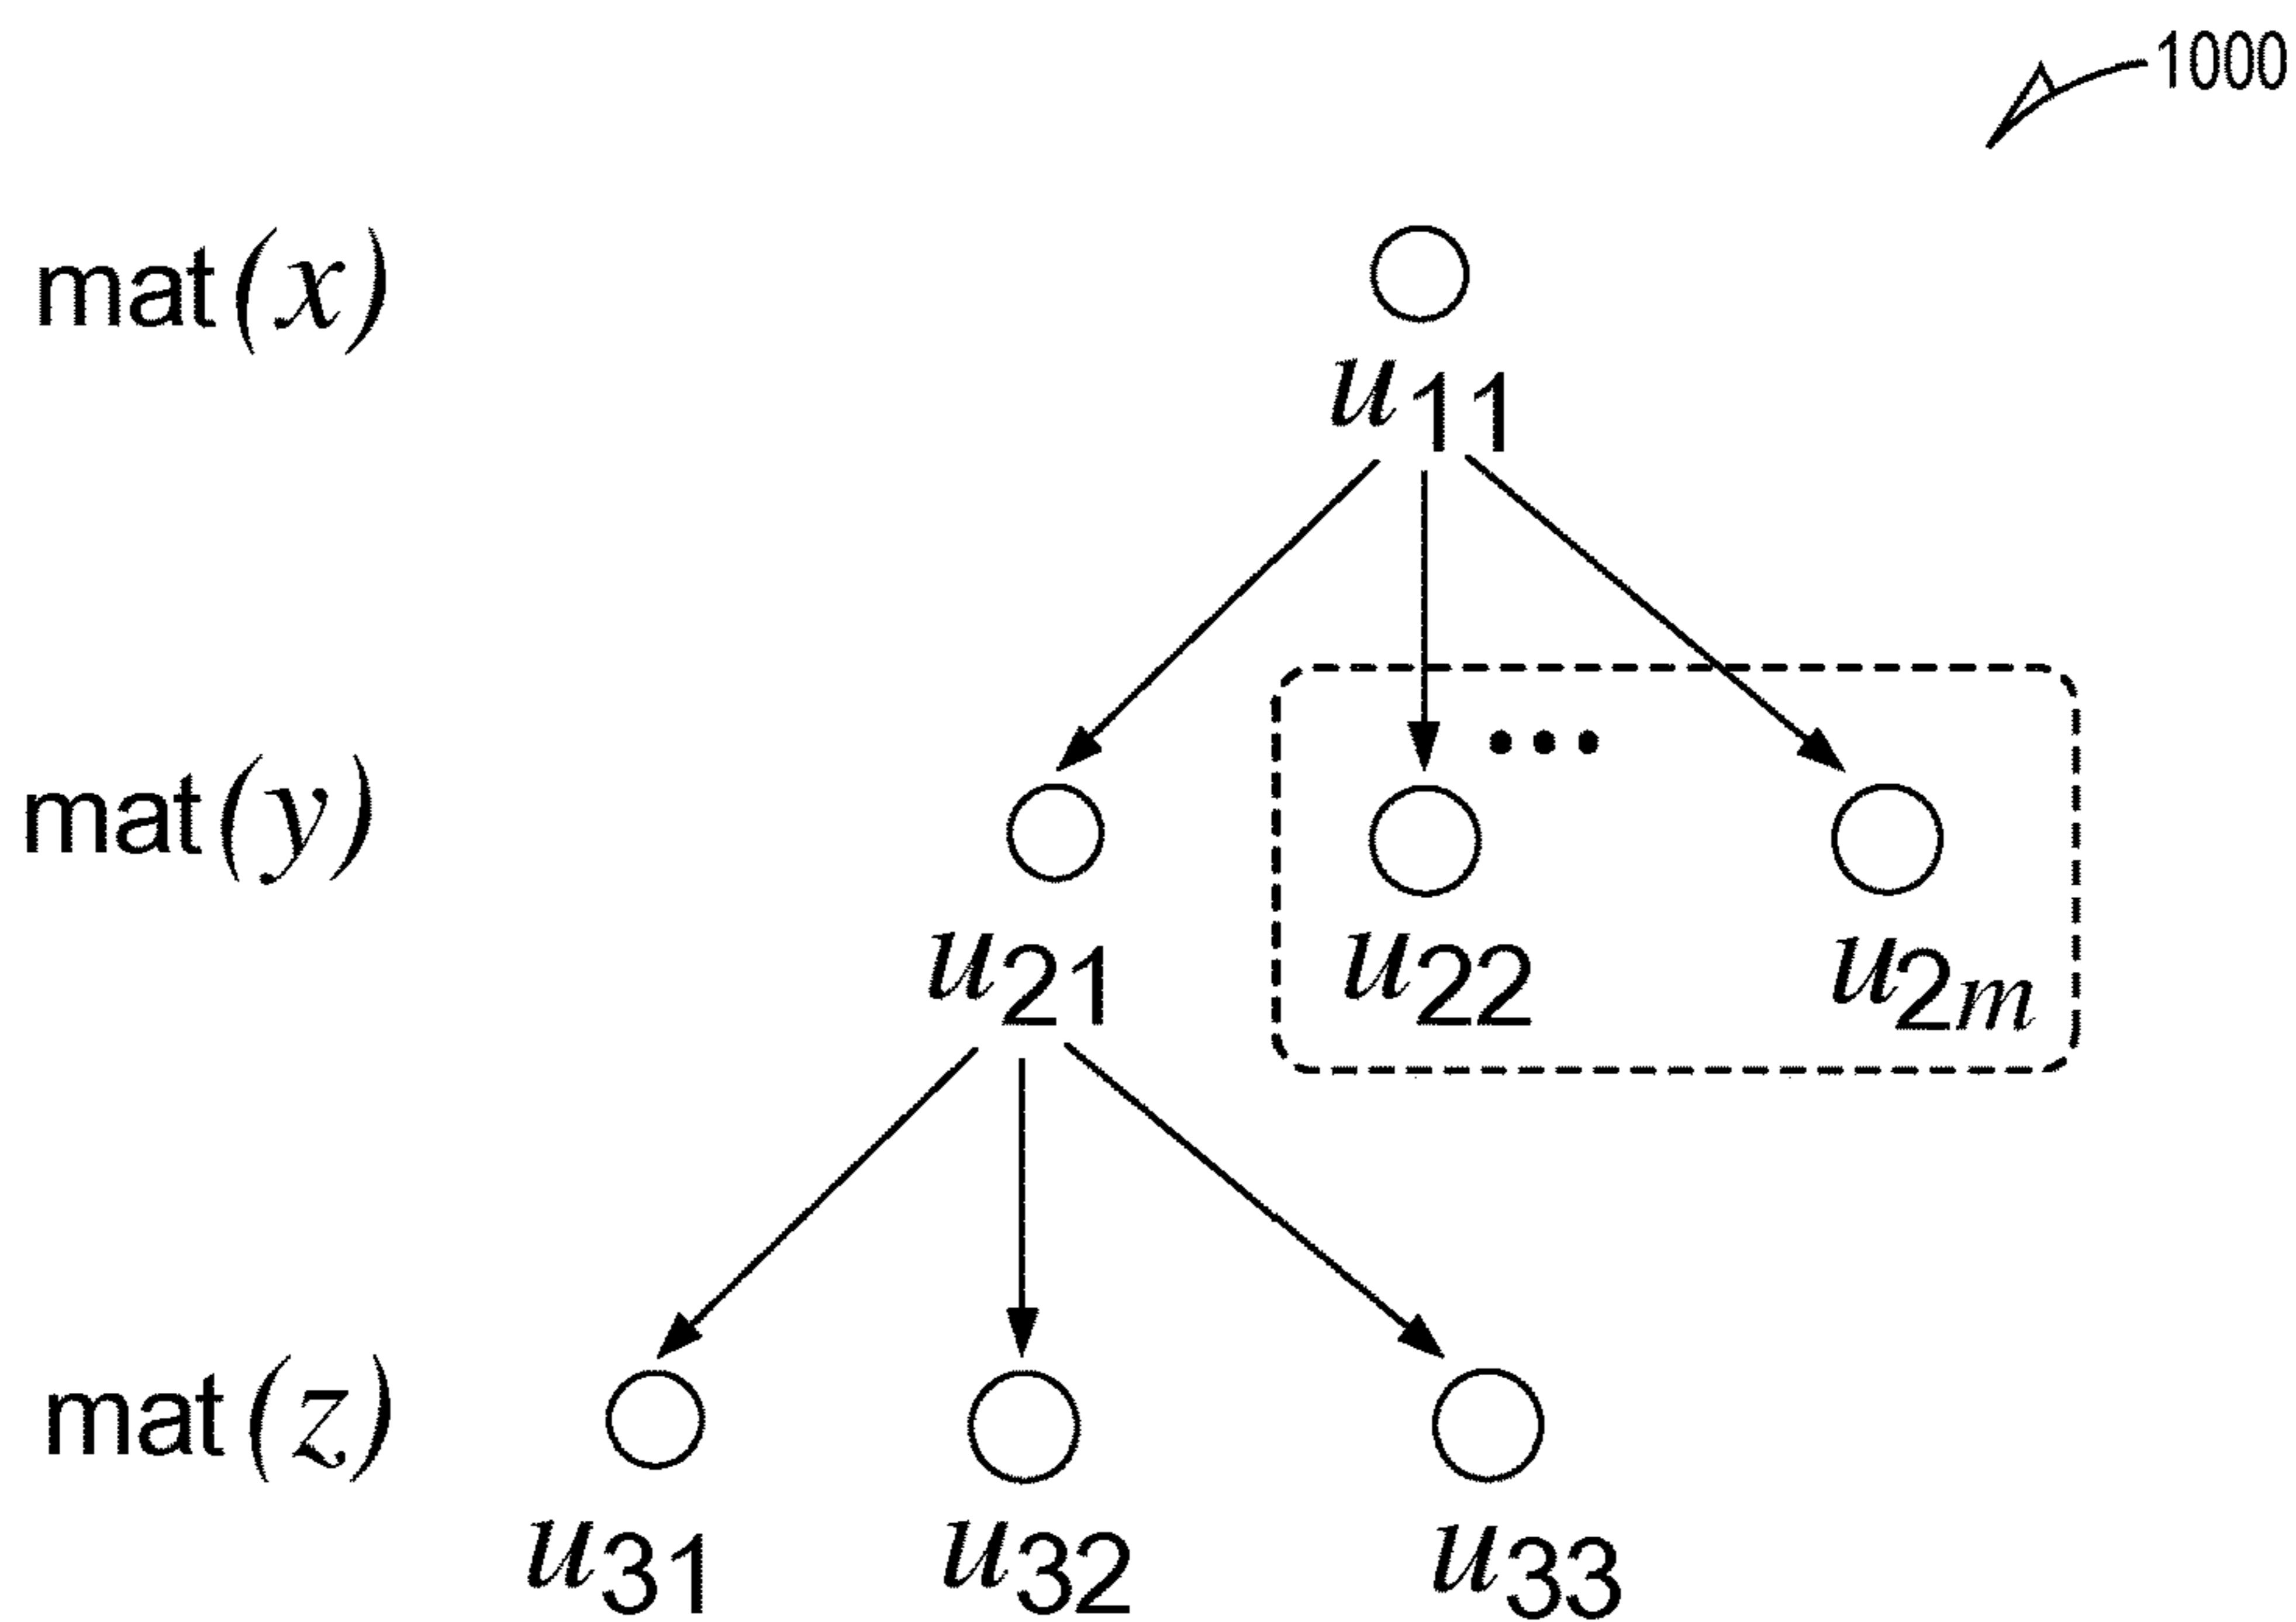 1000
mat(x)
u11
•••
mat(y)
u21 u22 u2m
mat(z)
u31 u32 u33